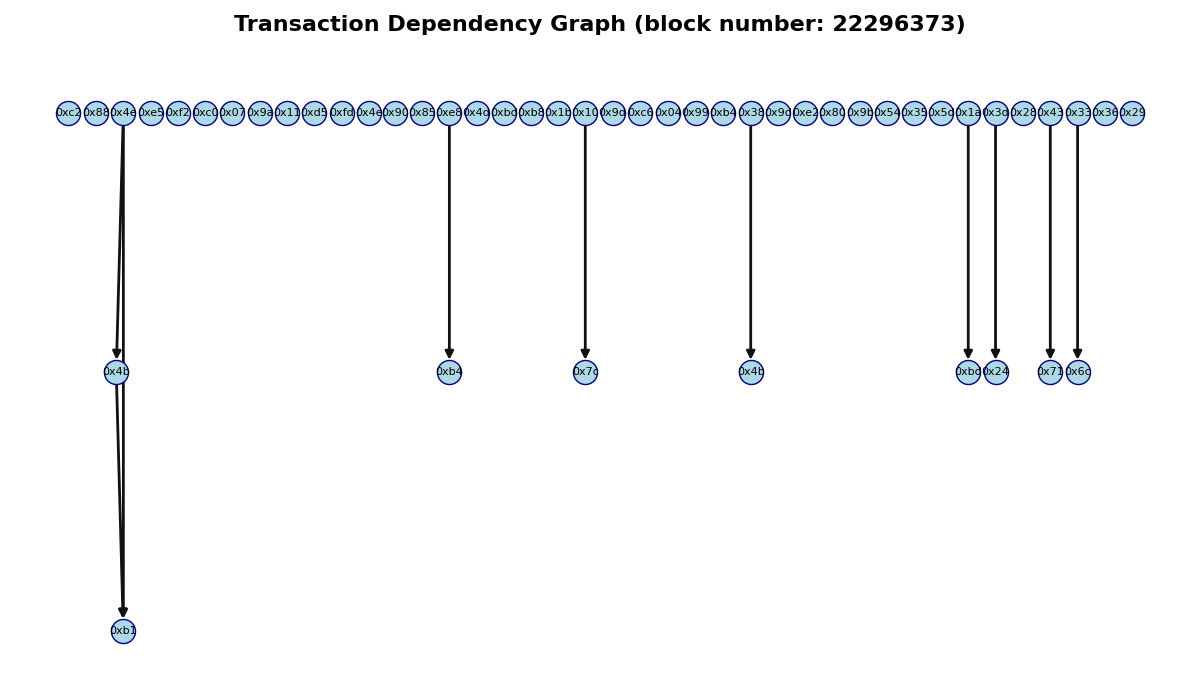 Transaction Dependency Graph (block number: 22296373)
0xc2 0x88 0x4e 0xe5 0xf2 0xc0 0x07 0x9a 0x11 0xd5 0xfd 0x4e 0x90 0x85 0xe8 0x4d 0xbd 0xb8 0x1b 0x10 0x9d 0xc6 0x04 0x99 0xb4 0x38 0x9d 0xe2 0x80 0x9b 0x54 0x35 0x5d 0x1a 0x3d 0x28 0x43 0x33 0x36 0x29
0x4b 0xb4 0x7c 0x4b 0xbd 0x24 0x71 0x6c
0xb1